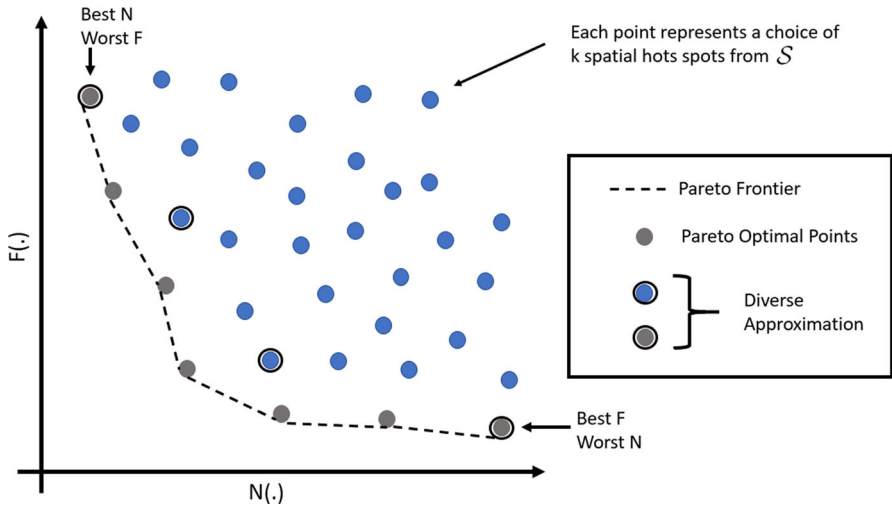 Best N
Worst F
Each point represents a choice of
k spatial hots spots from S
F(.)
Pareto Frontier
Pareto Optimal Points
Diverse
Approximation
Best F
Worst N
N(.)